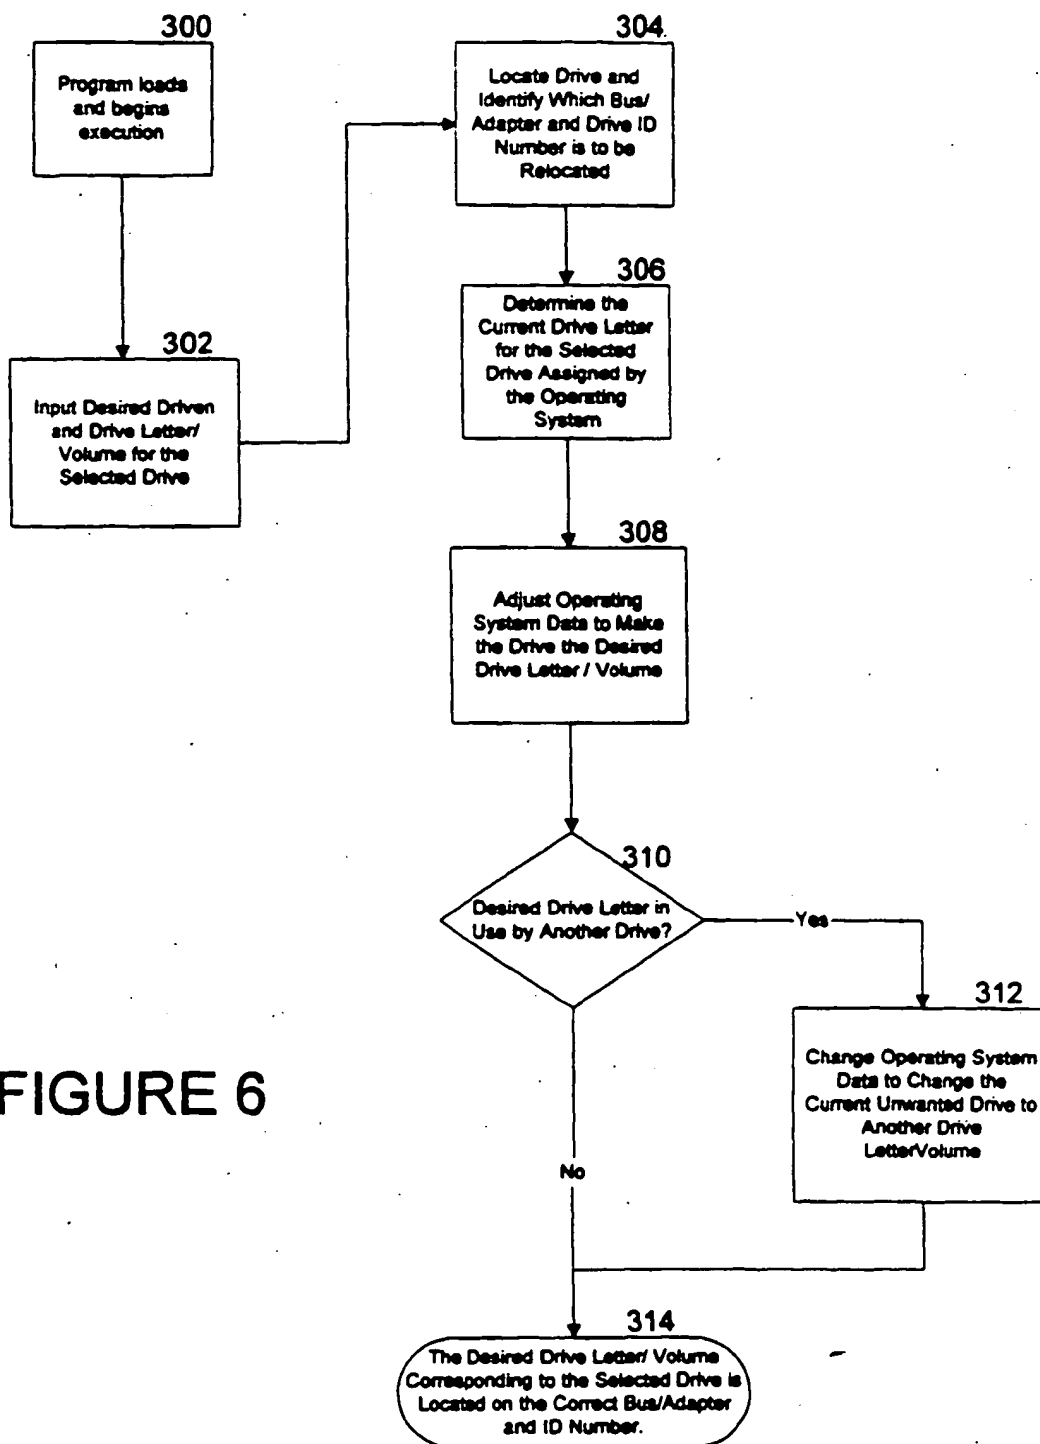 300
Program loads
and begins
execution
302
Input Desired Driven
and Drive Letter/
Volume for the
Selected Drive
304
Locate Drive and
Identify Which Bus/
Adapter and Drive ID
Number is to be
Relocated
306
Determine the
Current Drive Letter
for the Selected
Drive Assigned by
the Operating
System
308
Adjust Operating
System Data to Make
the Drive the Desired
Drive Letter / Volume
310
Desired Drive Letter in
Use by Another Drive?
Yes
312
Change Operating System
Data to Change the
Current Unwanted Drive to
Another Drive
LetterVolume
No
314
The Desired Drive Letter/ Volume
Corresponding to the Selected Drive is
Located on the Correct Bus/Adapter
and ID Number.
FIGURE 6